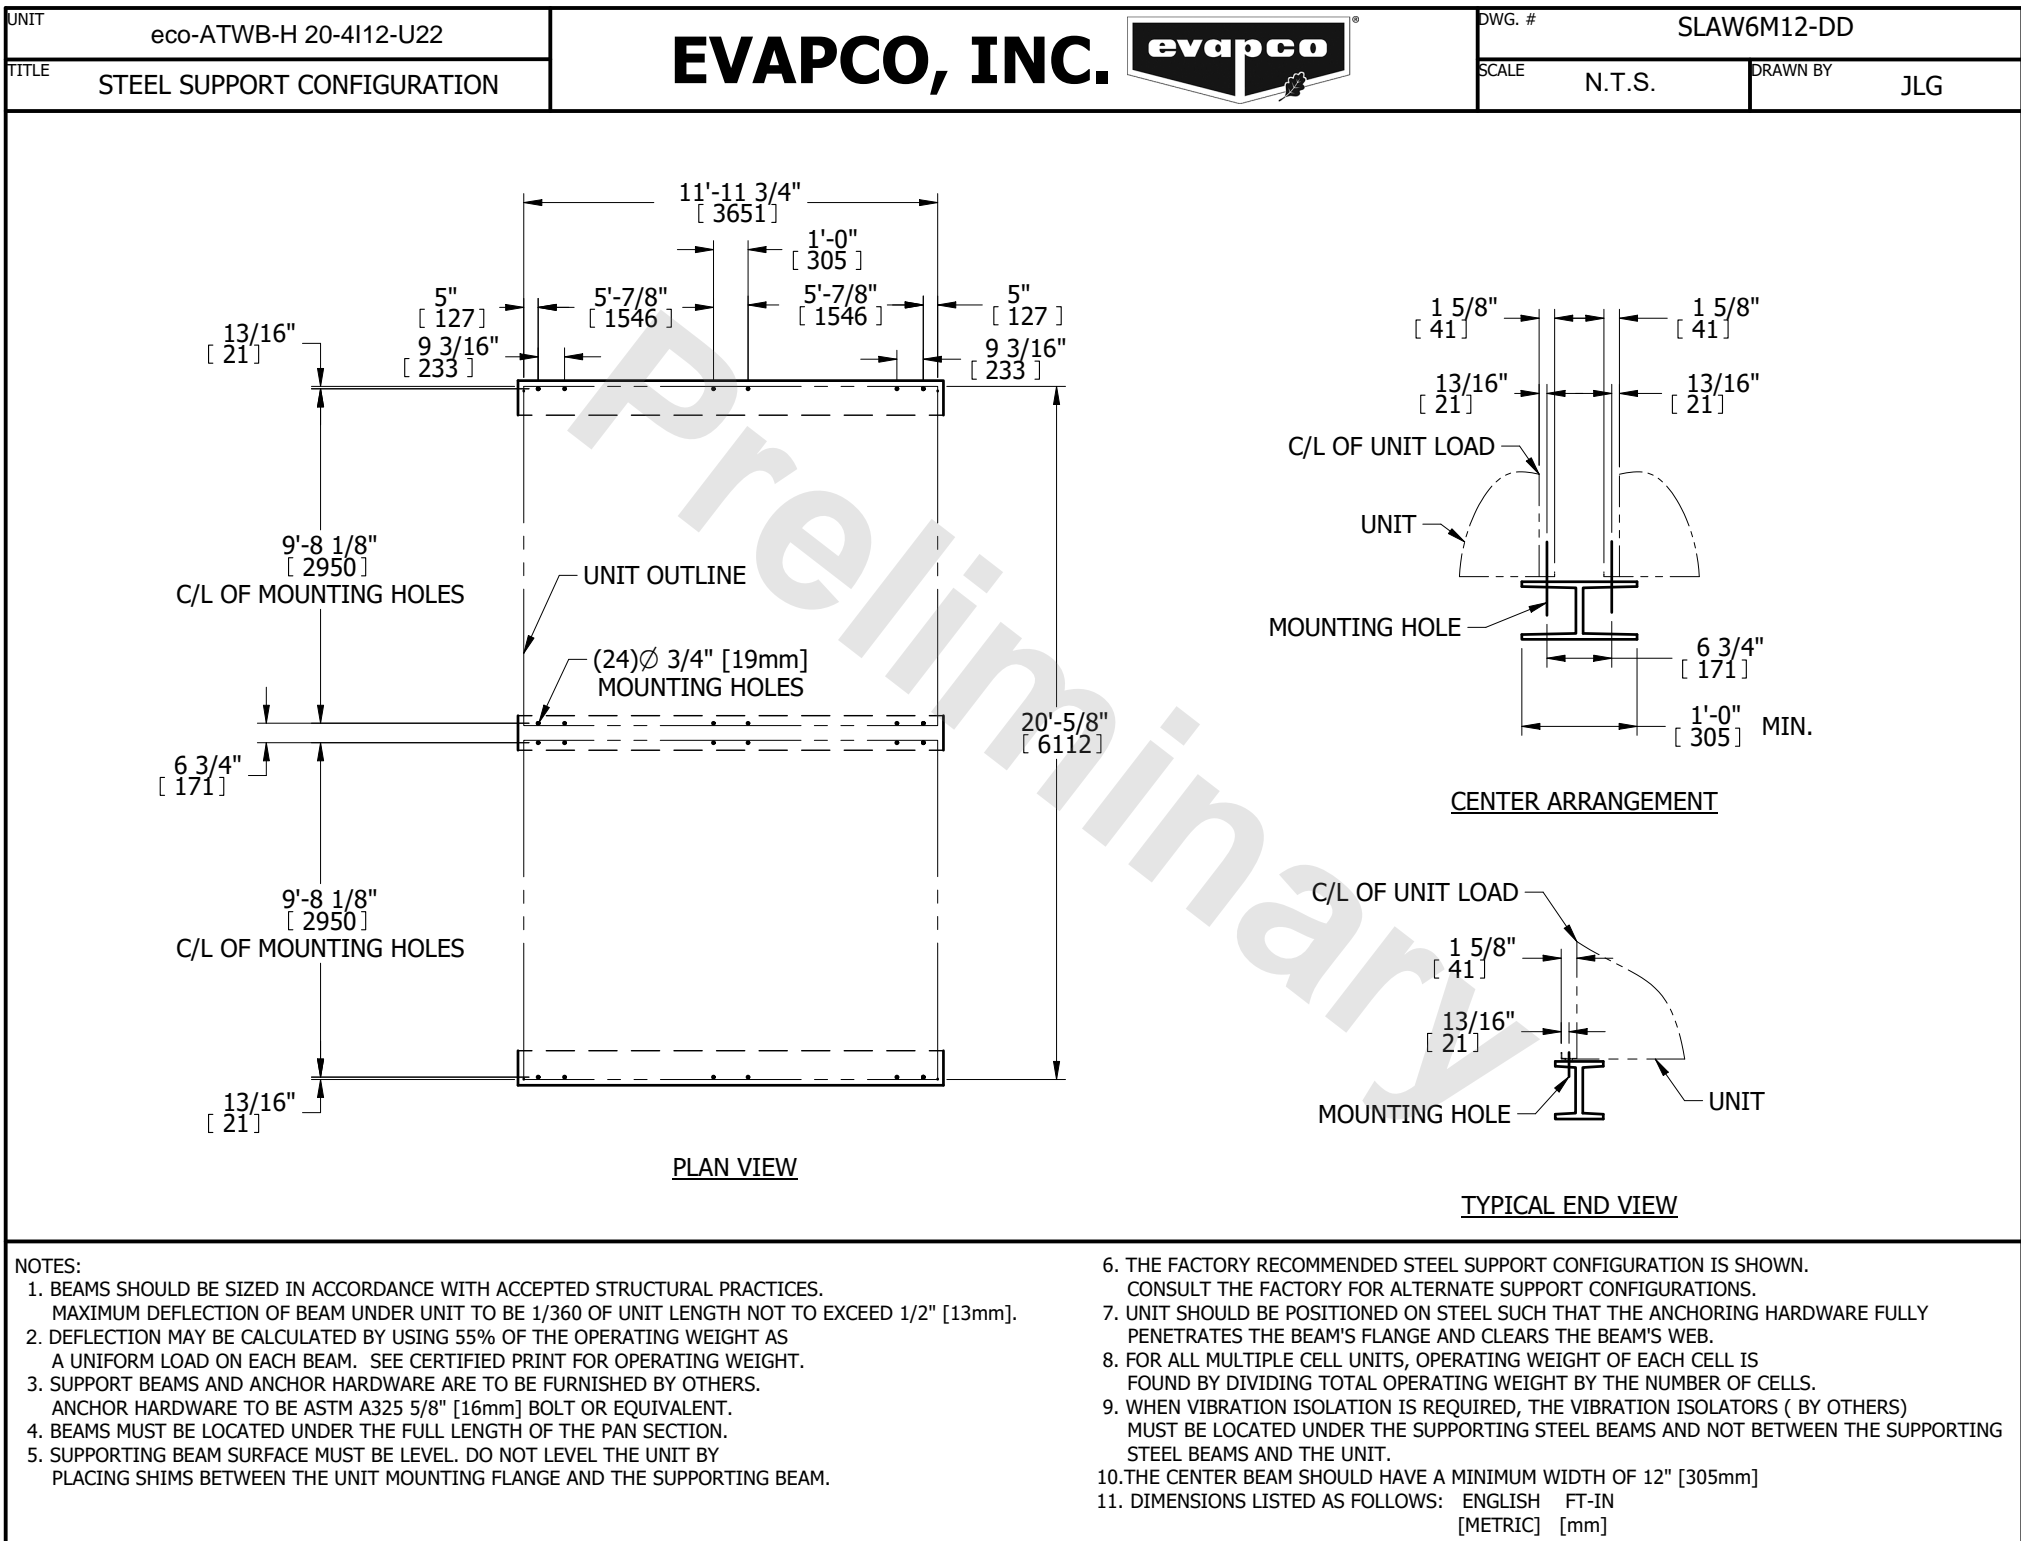 UNIT
eco-ATWB-H 20-4I12-U22
TITLE
STEEL SUPPORT CONFIGURATION
EVAPCO, INC.
evapco
®
DWG. #
SLAW6M12-DD
SCALE
N.T.S.
DRAWN BY
JLG
11'-11 3/4"
[ 3651]
1'-0"
[ 305 ]
5"
[ 127]
5'-7/8"
[ 1546 ]
5'-7/8"
[ 1546 ]
5"
[ 127 ]
13/16"
[ 21]
9 3/16"
[ 233 ]
9 3/16"
[ 233 ]
9'-8 1/8"
[ 2950]
C/L OF MOUNTING HOLES
UNIT OUTLINE
(24)∅ 3/4" [19mm]
MOUNTING HOLES
20'-5/8"
[ 6112]
6 3/4"
[ 171]
9'-8 1/8"
[ 2950]
C/L OF MOUNTING HOLES
13/16"
[ 21]
PLAN VIEW
1 5/8"
[ 41]
1 5/8"
[ 41]
13/16"
[ 21]
13/16"
[ 21]
C/L OF UNIT LOAD
UNIT
MOUNTING HOLE
6 3/4"
[ 171]
1'-0"
[ 305] MIN.
CENTER ARRANGEMENT
C/L OF UNIT LOAD
1 5/8"
[ 41]
13/16"
[ 21]
MOUNTING HOLE
UNIT
TYPICAL END VIEW
Preliminary
NOTES:
1. BEAMS SHOULD BE SIZED IN ACCORDANCE WITH ACCEPTED STRUCTURAL PRACTICES.
MAXIMUM DEFLECTION OF BEAM UNDER UNIT TO BE 1/360 OF UNIT LENGTH NOT TO EXCEED 1/2" [13mm].
2. DEFLECTION MAY BE CALCULATED BY USING 55% OF THE OPERATING WEIGHT AS
A UNIFORM LOAD ON EACH BEAM. SEE CERTIFIED PRINT FOR OPERATING WEIGHT.
3. SUPPORT BEAMS AND ANCHOR HARDWARE ARE TO BE FURNISHED BY OTHERS.
ANCHOR HARDWARE TO BE ASTM A325 5/8" [16mm] BOLT OR EQUIVALENT.
4. BEAMS MUST BE LOCATED UNDER THE FULL LENGTH OF THE PAN SECTION.
5. SUPPORTING BEAM SURFACE MUST BE LEVEL. DO NOT LEVEL THE UNIT BY
PLACING SHIMS BETWEEN THE UNIT MOUNTING FLANGE AND THE SUPPORTING BEAM.
6. THE FACTORY RECOMMENDED STEEL SUPPORT CONFIGURATION IS SHOWN.
CONSULT THE FACTORY FOR ALTERNATE SUPPORT CONFIGURATIONS.
7. UNIT SHOULD BE POSITIONED ON STEEL SUCH THAT THE ANCHORING HARDWARE FULLY
PENETRATES THE BEAM'S FLANGE AND CLEARS THE BEAM'S WEB.
8. FOR ALL MULTIPLE CELL UNITS, OPERATING WEIGHT OF EACH CELL IS
FOUND BY DIVIDING TOTAL OPERATING WEIGHT BY THE NUMBER OF CELLS.
9. WHEN VIBRATION ISOLATION IS REQUIRED, THE VIBRATION ISOLATORS ( BY OTHERS)
MUST BE LOCATED UNDER THE SUPPORTING STEEL BEAMS AND NOT BETWEEN THE SUPPORTING
STEEL BEAMS AND THE UNIT.
10.THE CENTER BEAM SHOULD HAVE A MINIMUM WIDTH OF 12" [305mm]
11. DIMENSIONS LISTED AS FOLLOWS: ENGLISH FT-IN
[METRIC] [mm]